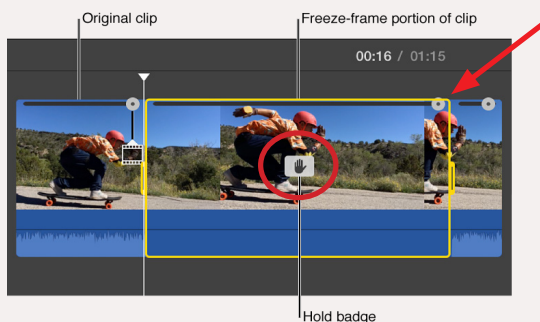 Original clip
Freeze-frame portion of clip
00:16 / 01:15
Hold badge